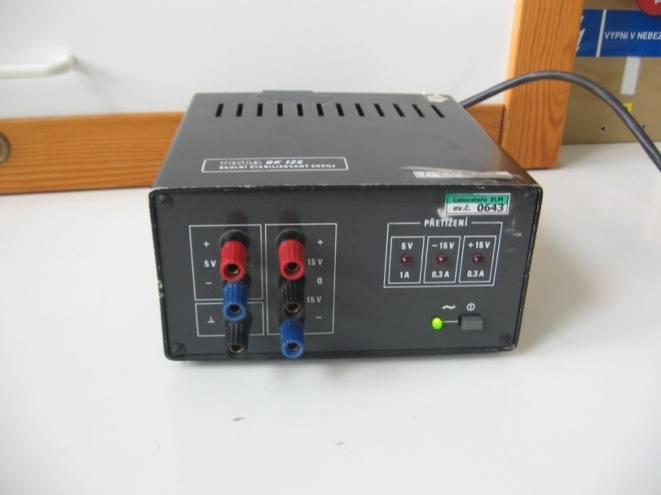 VYPNI V NEBEZ
TESLA BK 125
ŠKOLNÍ STABILIZOVANÝ ZDROJ
Laboratoře ELM
ev.č. 0643
PŘETÍŽENÍ
5 V
1 A
− 15 V
0,3 A
+ 15 V
0,3 A
+
5 V
−
⊥
+
15 V
0
15 V
−
~